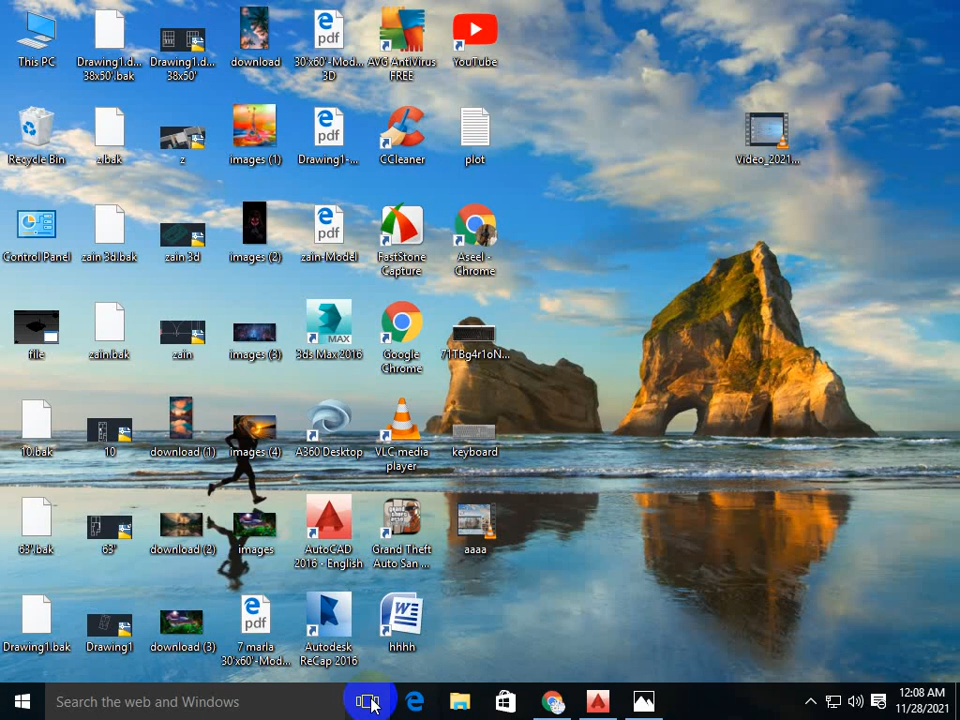 This PC
Drawing1.d... 38x50'.bak
Drawing1.d... 38x50'
download
30'x60'-Mod... 3D
AVG AntiVirus FREE
YouTube
Recycle Bin
z.bak
z
images (1)
Drawing1-...
CCleaner
plot
Video_2021...
Control Panel
zain 3d.bak
zain 3d
images (2)
zain-Model
FastStone Capture
Aseel - Chrome
file
zain.bak
zain
images (3)
3ds Max 2016
Google Chrome
71TBg4r1oN...
10.bak
10
download (1)
images (4)
A360 Desktop
VLC media player
keyboard
63''.bak
63''
download (2)
images
AutoCAD 2016 - English
Grand Theft Auto San ...
aaaa
Drawing1.bak
Drawing1
download (3)
7 marla 30'x60'-Mod...
Autodesk ReCap 2016
hhhh
Search the web and Windows
12:08 AM
11/28/2021